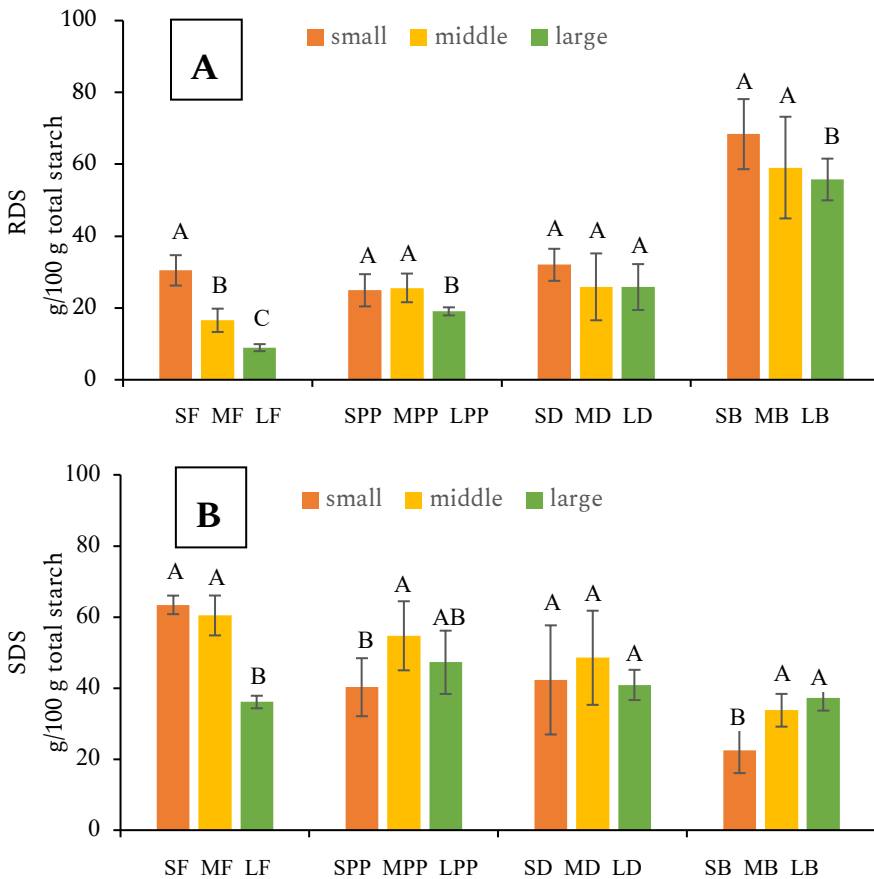 100
small middle large
A
80
60
40
20
0
RDS
g/100 g total starch
A B C A A B A A A A A B
SF MF LF SPP MPP LPP SD MD LD SB MB LB
100
small middle large
B
80
60
40
20
0
SDS
g/100 g total starch
A A B B A AB A A A B A A
SF MF LF SPP MPP LPP SD MD LD SB MB LB